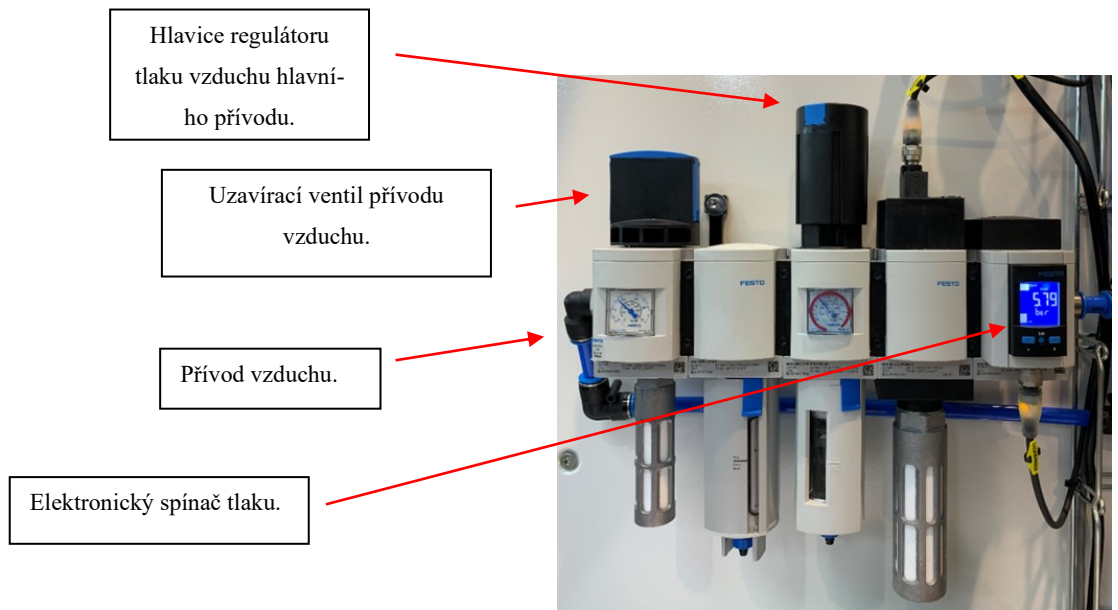 Hlavice regulátoru
tlaku vzduchu hlavní-
ho přívodu.
Uzavírací ventil přívodu
vzduchu.
Přívod vzduchu.
Elektronický spínač tlaku.
FESTO
FESTO
FESTO
5.79
bar